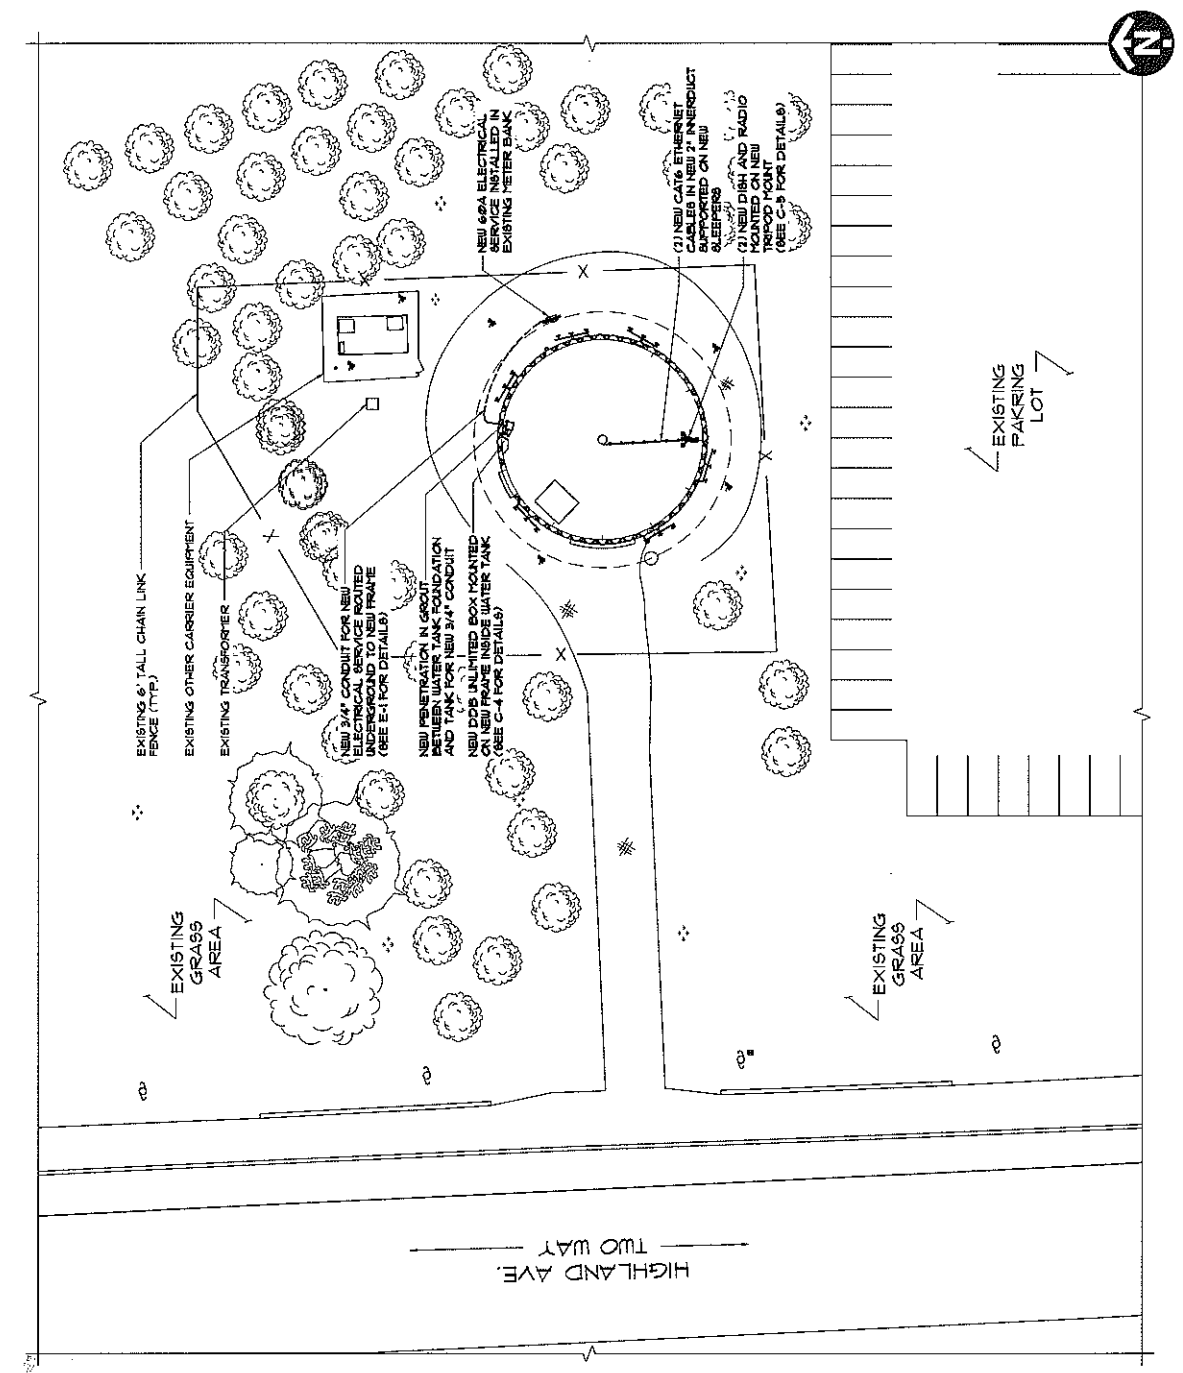 N
NEW 60A ELECTRICAL
SERVICE INSTALLED IN
EXISTING METER BANK
(2) NEW CAT6 ETHERNET
CABLES IN NEW 2" INNERDUCT
SUPPORTED ON NEW
SLEEPERS
(2) NEW DISH AND RADIO
MOUNTED ON NEW
TRIPOD MOUNT
(SEE C-5 FOR DETAILS)
EXISTING
PAKRING
LOT
EXISTING 6' TALL CHAIN LINK
FENCE (TYP.)
EXISTING OTHER CARRIER EQUIPMENT
EXISTING TRANSFORMER
NEW 3/4" CONDUIT FOR NEW
ELECTRICAL SERVICE ROUTED
UNDERGROUND TO NEW FRAME
(SEE E-1 FOR DETAILS)
NEW PENETRATION IN GROUT
BETWEEN WATER TANK FOUNDATION
AND TANK FOR NEW 3/4" CONDUIT
NEW DDB UNLIMITED BOX MOUNTED
ON NEW FRAME INSIDE WATER TANK
(SEE C-4 FOR DETAILS)
X
X
X
X
X
EXISTING
GRASS
AREA
EXISTING
GRASS
AREA
HIGHLAND AVE.
TWO WAY